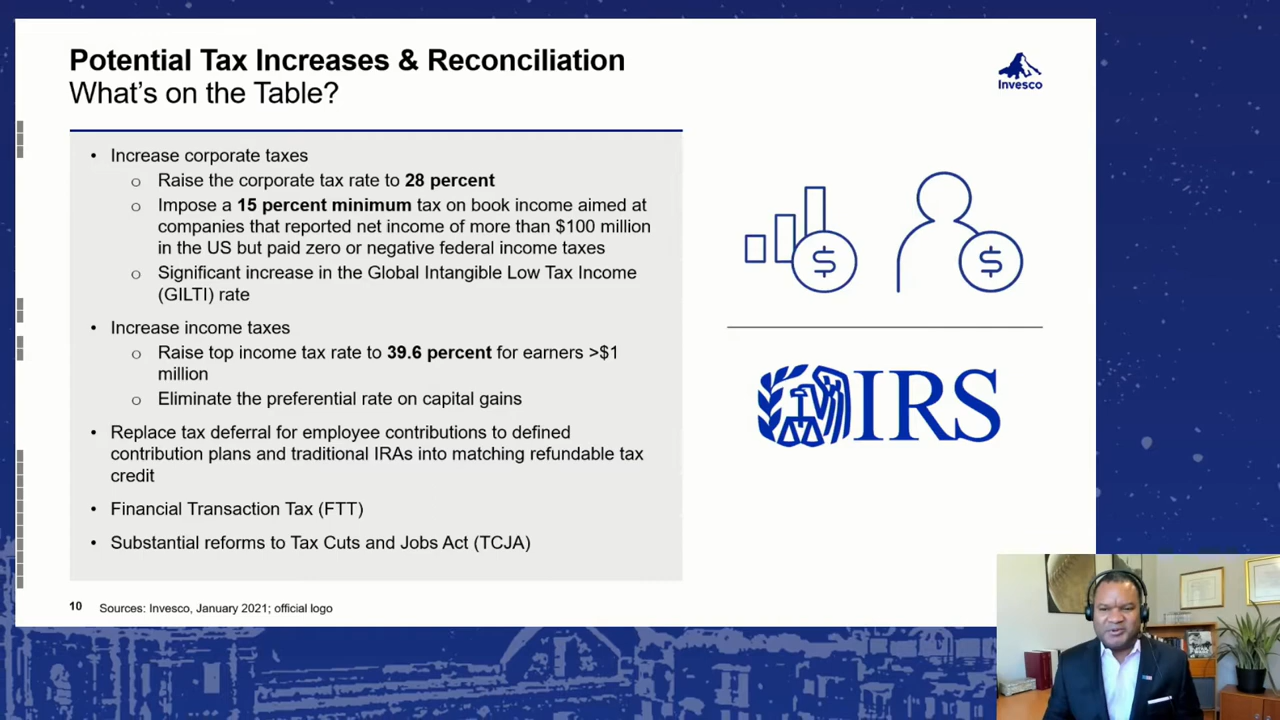 Potential Tax Increases & Reconciliation
What's on the Table?
Invesco
• Increase corporate taxes
o Raise the corporate tax rate to 28 percent
o Impose a 15 percent minimum tax on book income aimed at
companies that reported net income of more than $100 million
in the US but paid zero or negative federal income taxes
o Significant increase in the Global Intangible Low Tax Income
(GILTI) rate
• Increase income taxes
o Raise top income tax rate to 39.6 percent for earners >$1
million
o Eliminate the preferential rate on capital gains
• Replace tax deferral for employee contributions to defined
contribution plans and traditional IRAs into matching refundable tax
credit
• Financial Transaction Tax (FTT)
• Substantial reforms to Tax Cuts and Jobs Act (TCJA)
$ $
IRS
10 Sources: Invesco, January 2021; official logo